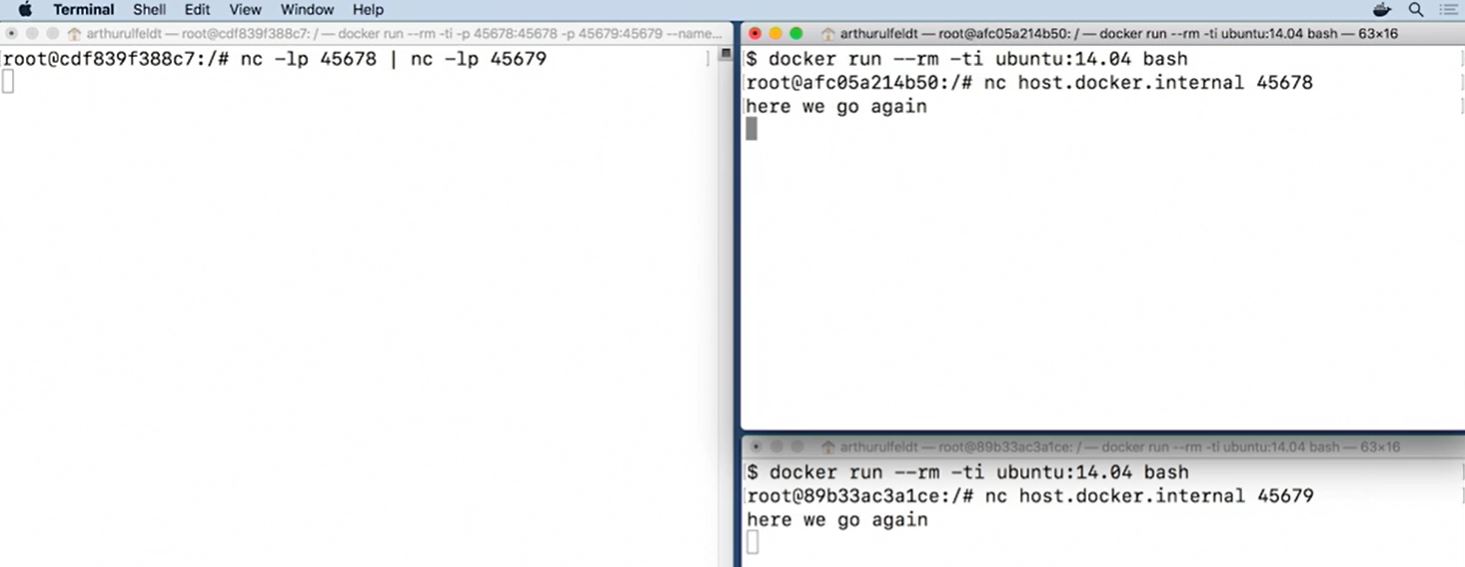 Terminal Shell Edit View Window Help
arthurulfeldt — root@cdf839f388c7: / — docker run --rm -ti -p 45678:45678 -p 45679:45679 --name...
root@cdf839f388c7:/# nc -lp 45678 | nc -lp 45679
arthurulfeldt — root@afc05a214b50: / — docker run --rm -ti ubuntu:14.04 bash — 63×16
$ docker run --rm -ti ubuntu:14.04 bash
root@afc05a214b50:/# nc host.docker.internal 45678
here we go again
arthurulfeldt — root@89b33ac3a1ce: / — docker run --rm -ti ubuntu:14.04 bash — 63×16
$ docker run --rm -ti ubuntu:14.04 bash
root@89b33ac3a1ce:/# nc host.docker.internal 45679
here we go again